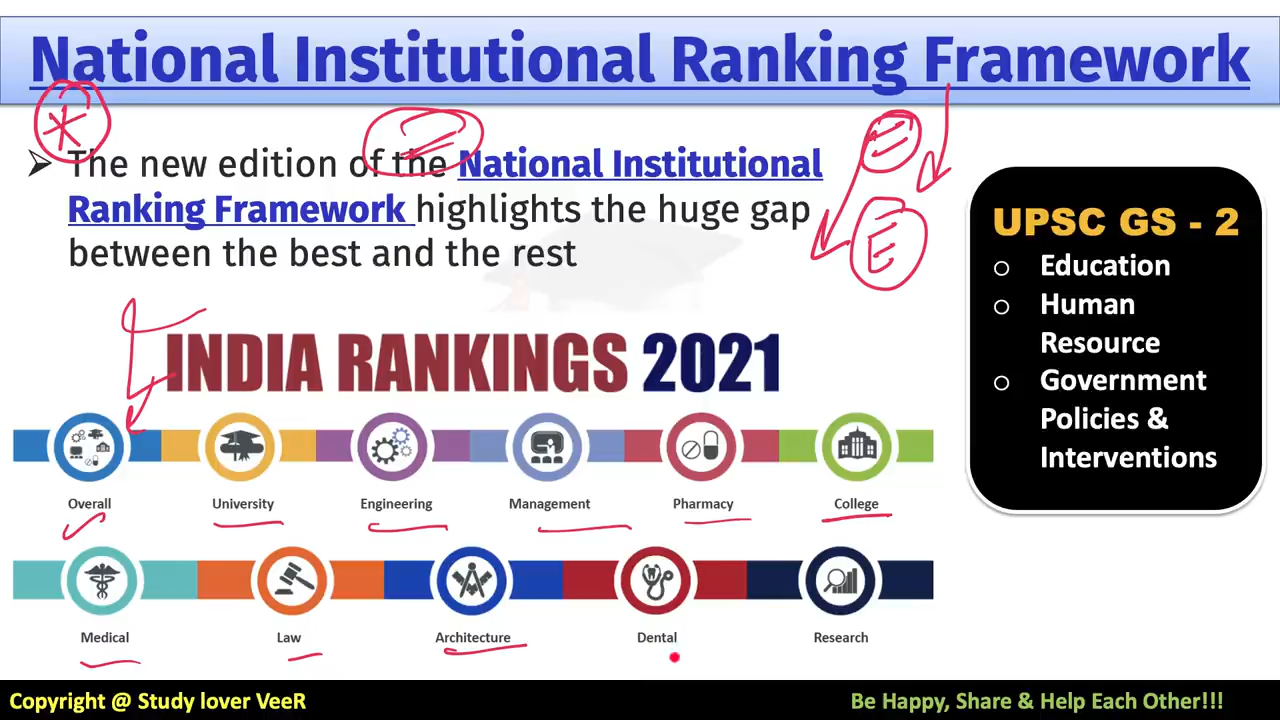 National Institutional Ranking Framework
The new edition of the National Institutional
Ranking Framework highlights the huge gap
between the best and the rest
UPSC GS - 2
Education
Human
Resource
Government
Policies &
Interventions
INDIA RANKINGS 2021
Overall University Engineering Management Pharmacy College
Medical Law Architecture Dental Research
Copyright @ Study lover VeeR
Be Happy, Share & Help Each Other!!!